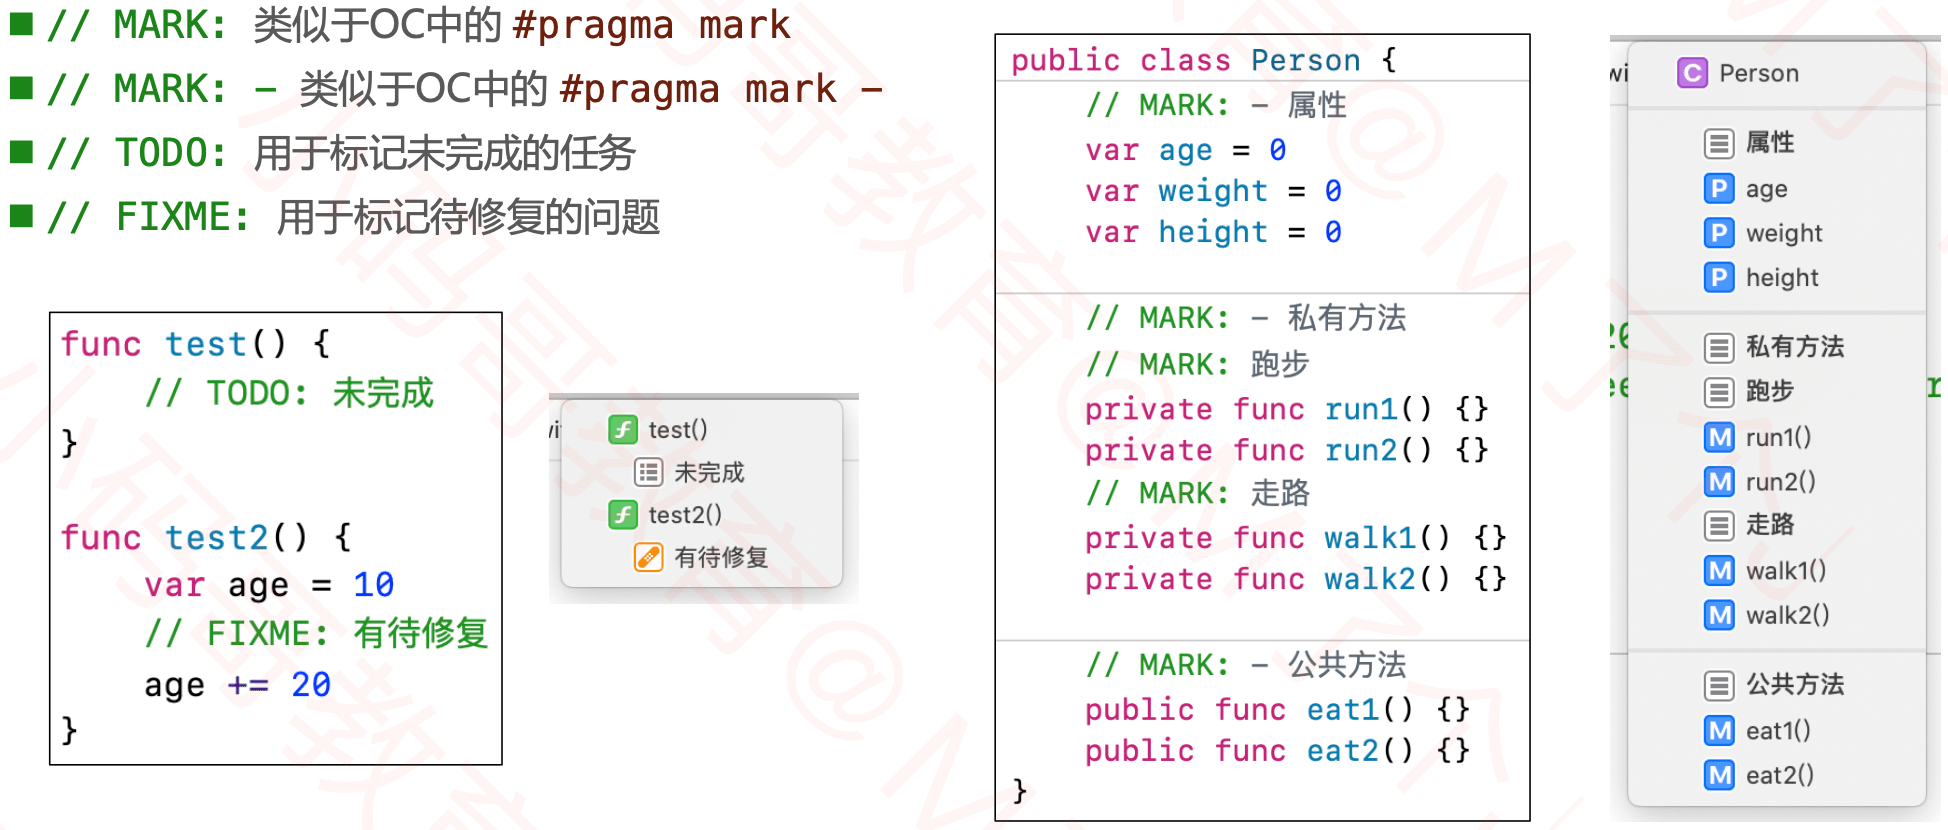 // MARK: 类似于OC中的 #pragma mark
// MARK: - 类似于OC中的 #pragma mark -
// TODO: 用于标记未完成的任务
// FIXME: 用于标记待修复的问题
func test() {
// TODO: 未完成
}
func test2() {
var age = 10
// FIXME: 有待修复
age += 20
}
test()
未完成
test2()
有待修复
public class Person {
// MARK: - 属性
var age = 0
var weight = 0
var height = 0
// MARK: - 私有方法
// MARK: 跑步
private func run1() {}
private func run2() {}
// MARK: 走路
private func walk1() {}
private func walk2() {}
// MARK: - 公共方法
public func eat1() {}
public func eat2() {}
}
C Person
属性
P age
P weight
P height
私有方法
跑步
M run1()
M run2()
走路
M walk1()
M walk2()
公共方法
M eat1()
M eat2()